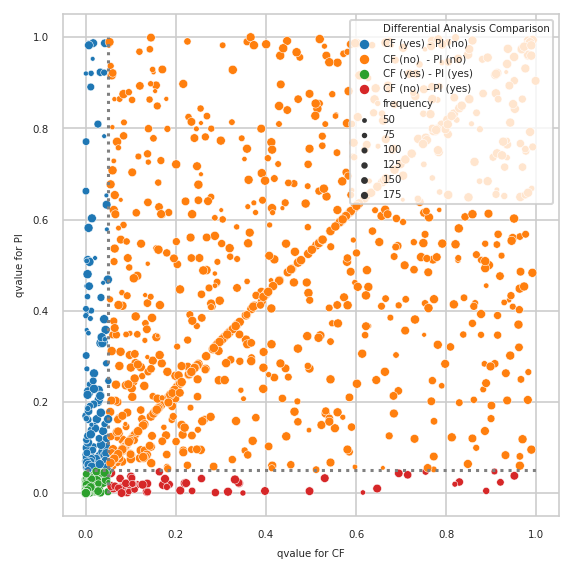 Differential Analysis Comparison
CF (yes) - PI (no)
CF (no)  - PI (no)
CF (yes) - PI (yes)
CF (no)  - PI (yes)
frequency
50
75
100
125
150
175
1.0
0.8
0.6
0.4
0.2
0.0
qvalue for PI
0.0 0.2 0.4 0.6 0.8 1.0
qvalue for CF